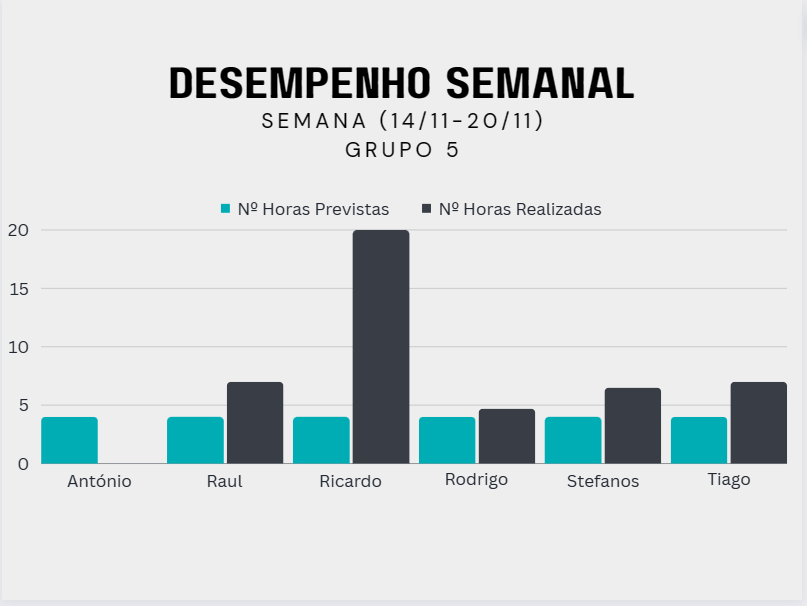 DESEMPENHO SEMANAL
SEMANA (14/11-20/11)
GRUPO 5
Nº Horas Previstas Nº Horas Realizadas
20
15
10
5
0
António Raul Ricardo Rodrigo Stefanos Tiago